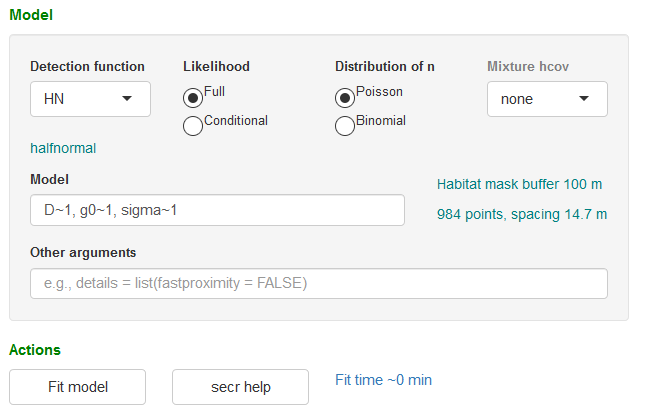 Model
Detection function Likelihood Distribution of n Mixture hcov
HN Full Poisson none
Conditional Binomial
halfnormal
Model
Habitat mask buffer 100 m
D~1, g0~1, sigma~1
984 points, spacing 14.7 m
Other arguments
e.g., details = list(fastproximity = FALSE)
Actions
Fit model secr help Fit time ~0 min